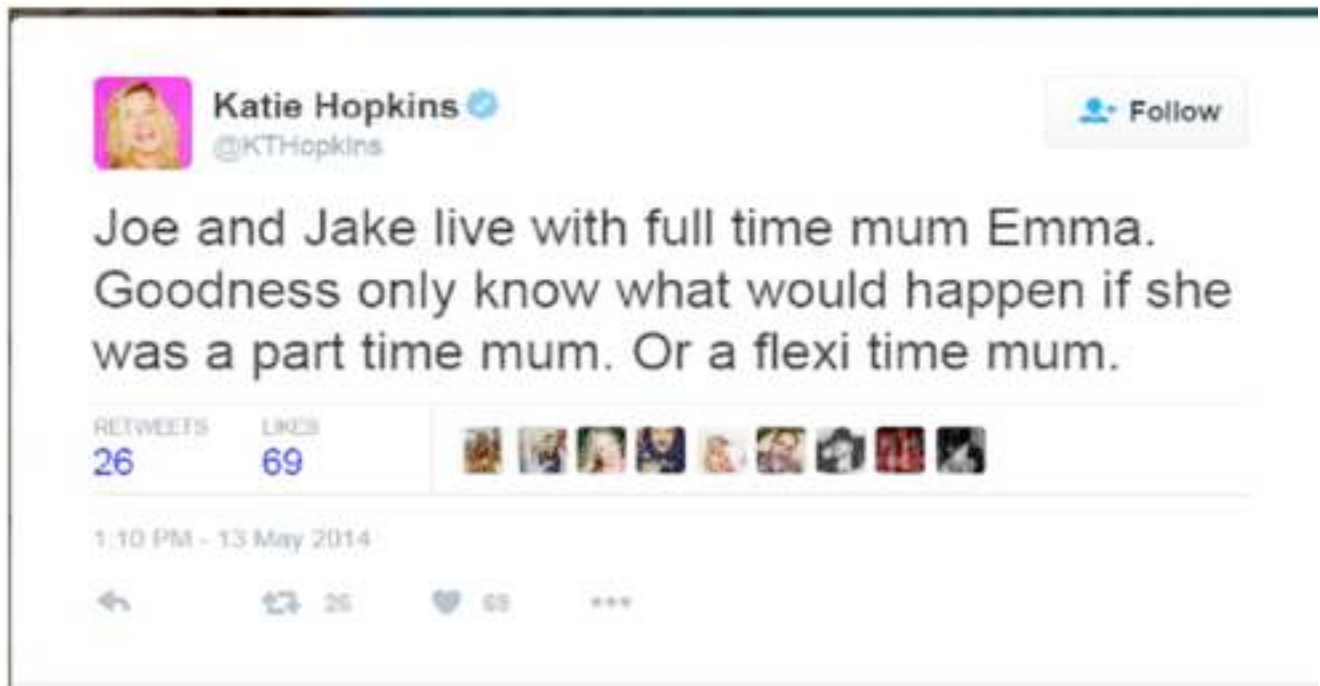 Katie Hopkins
@KTHopkins
Follow
Joe and Jake live with full time mum Emma.
Goodness only know what would happen if she
was a part time mum. Or a flexi time mum.
RETWEETS LIKES
26 69
1:10 PM - 13 May 2014
26 69